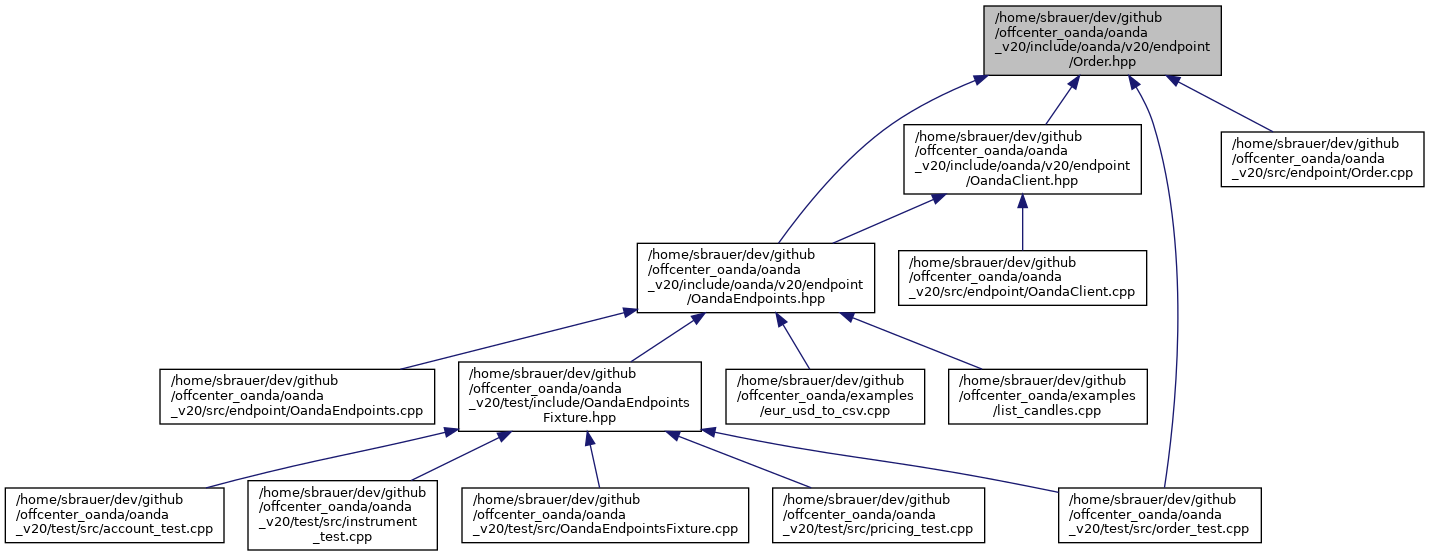 /home/sbrauer/dev/github
/offcenter_oanda/oanda
_v20/include/oanda/v20/endpoint
/Order.hpp
/home/sbrauer/dev/github
/offcenter_oanda/oanda
_v20/include/oanda/v20/endpoint
/OandaClient.hpp
/home/sbrauer/dev/github
/offcenter_oanda/oanda
_v20/src/endpoint/Order.cpp
/home/sbrauer/dev/github
/offcenter_oanda/oanda
_v20/include/oanda/v20/endpoint
/OandaEndpoints.hpp
/home/sbrauer/dev/github
/offcenter_oanda/oanda
_v20/src/endpoint/OandaClient.cpp
/home/sbrauer/dev/github
/offcenter_oanda/oanda
_v20/src/endpoint/OandaEndpoints.cpp
/home/sbrauer/dev/github
/offcenter_oanda/oanda
_v20/test/include/OandaEndpoints
Fixture.hpp
/home/sbrauer/dev/github
/offcenter_oanda/examples
/eur_usd_to_csv.cpp
/home/sbrauer/dev/github
/offcenter_oanda/examples
/list_candles.cpp
/home/sbrauer/dev/github
/offcenter_oanda/oanda
_v20/test/src/account_test.cpp
/home/sbrauer/dev/github
/offcenter_oanda/oanda
_v20/test/src/instrument
_test.cpp
/home/sbrauer/dev/github
/offcenter_oanda/oanda
_v20/test/src/OandaEndpointsFixture.cpp
/home/sbrauer/dev/github
/offcenter_oanda/oanda
_v20/test/src/pricing_test.cpp
/home/sbrauer/dev/github
/offcenter_oanda/oanda
_v20/test/src/order_test.cpp